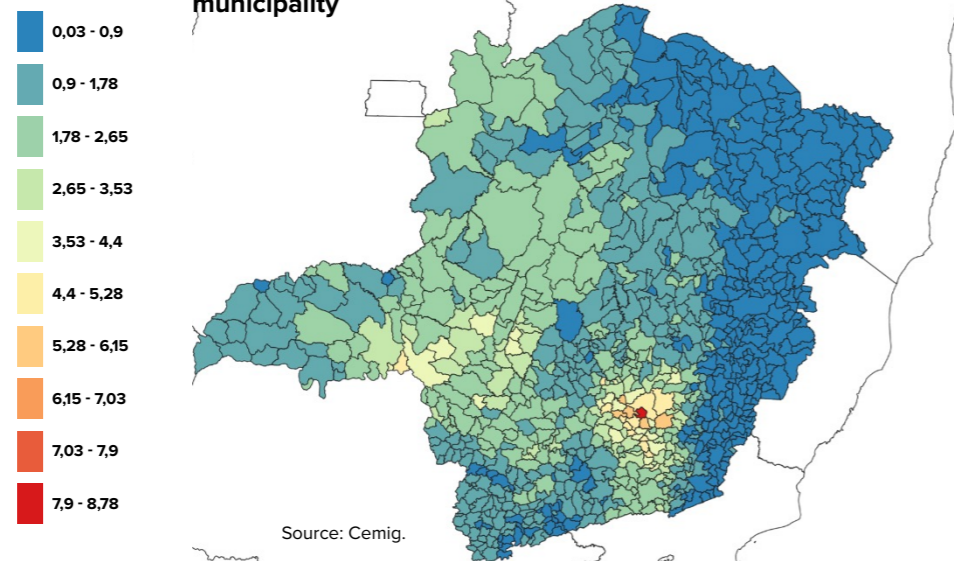 municipality
0,03 - 0,9
0,9 - 1,78
1,78 - 2,65
2,65 - 3,53
3,53 - 4,4
4,4 - 5,28
5,28 - 6,15
6,15 - 7,03
7,03 - 7,9
7,9 - 8,78
Source: Cemig.